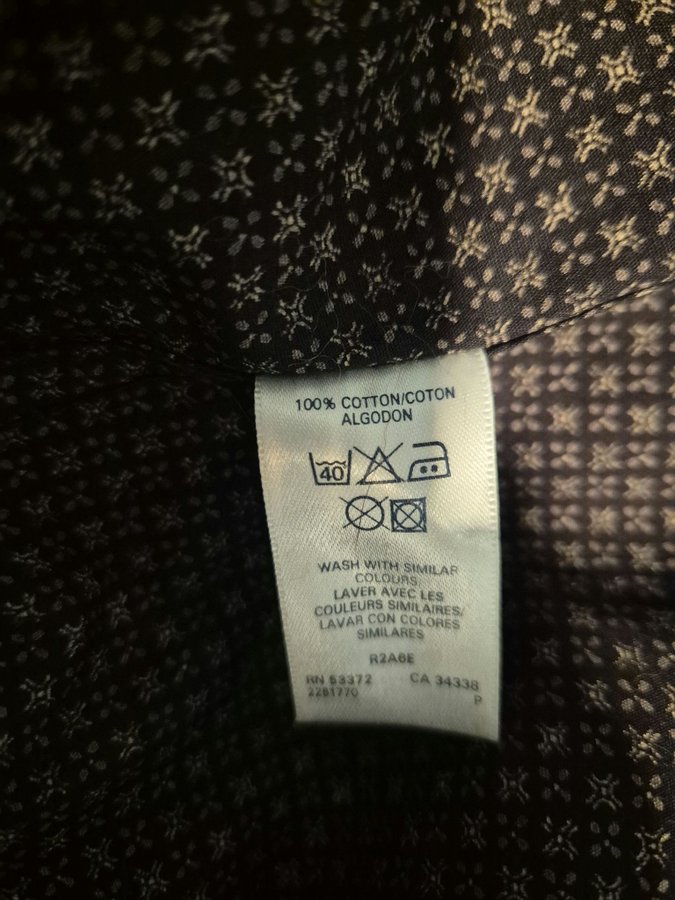 100% COTTON/COTON
ALGODON
40
WASH WITH SIMILAR
COLOURS
LAVER AVEC LES
COULEURS SIMILAIRES/
LAVAR CON COLORES
SIMILARES
R2A6E
RN 53372 CA 34338
2281770 P